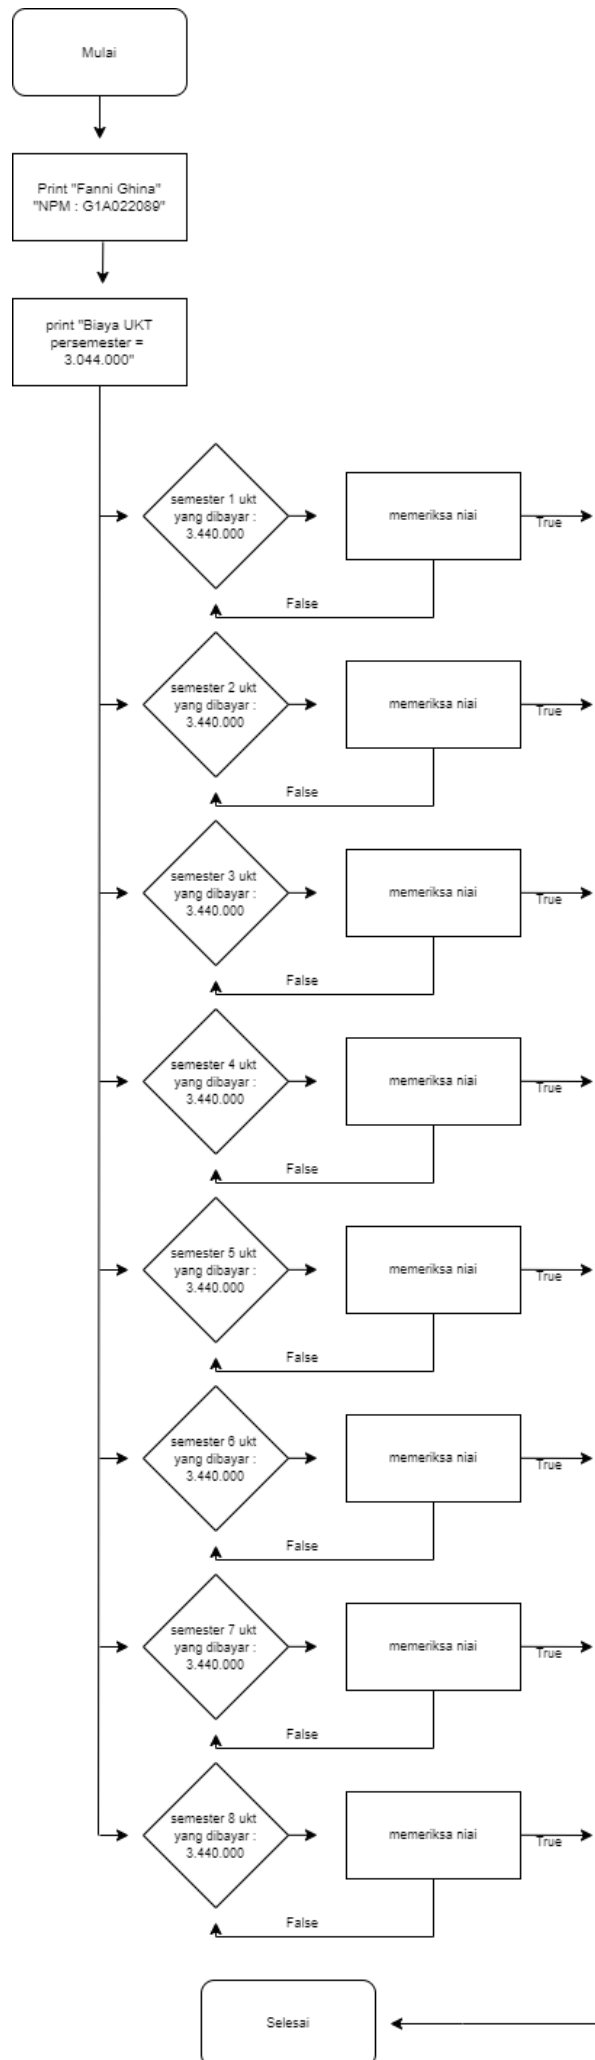 Mulai
Print "Fanni Ghina"
"NPM : G1A022089"
print "Biaya UKT
persemester =
3.044.000"
semester 1 ukt
yang dibayar :
3.440.000
memeriksa niai
True
False
semester 2 ukt
yang dibayar :
3.440.000
memeriksa niai
True
False
semester 3 ukt
yang dibayar :
3.440.000
memeriksa niai
True
False
semester 4 ukt
yang dibayar :
3.440.000
memeriksa niai
True
False
semester 5 ukt
yang dibayar :
3.440.000
memeriksa niai
True
False
semester 6 ukt
yang dibayar :
3.440.000
memeriksa niai
True
False
semester 7 ukt
yang dibayar :
3.440.000
memeriksa niai
True
False
semester 8 ukt
yang dibayar :
3.440.000
memeriksa niai
True
False
Selesai